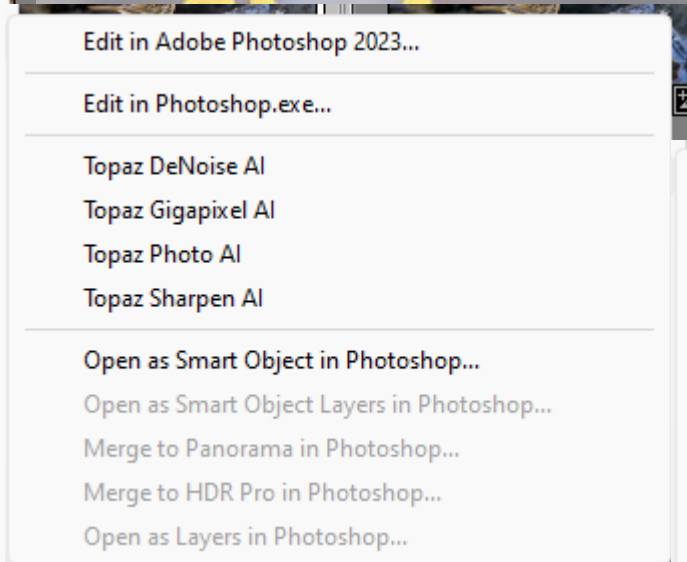 Edit in Adobe Photoshop 2023...
Edit in Photoshop.exe...
Topaz DeNoise AI
Topaz Gigapixel AI
Topaz Photo AI
Topaz Sharpen AI
Open as Smart Object in Photoshop...
Open as Smart Object Layers in Photoshop...
Merge to Panorama in Photoshop...
Merge to HDR Pro in Photoshop...
Open as Layers in Photoshop...